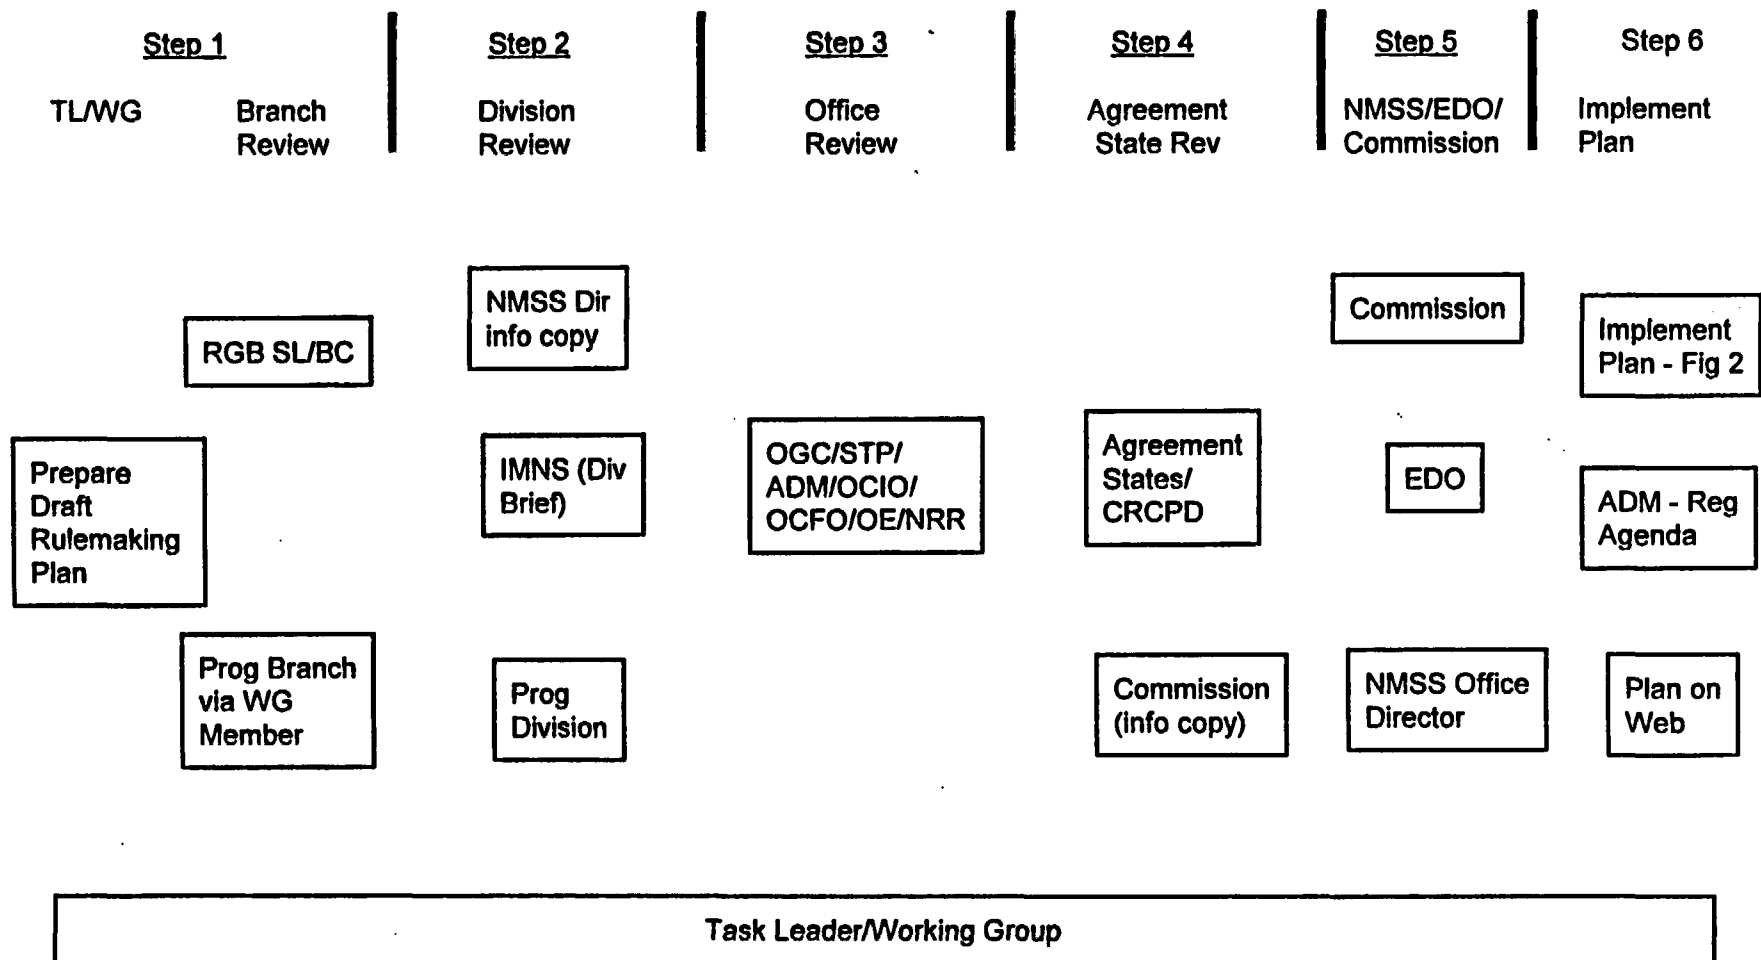 Step 1
TL/WG
Branch
Review
Step 2
Division
Review
Step 3
Office
Review
Step 4
Agreement
State Rev
Step 5
NMSS/EDO/
Commission
Step 6
Implement
Plan
Prepare
Draft
Rulemaking
Plan
RGB SL/BC
Prog Branch
via WG
Member
NMSS Dir
info copy
IMNS (Div
Brief)
Prog
Division
OGC/STP/
ADM/OCIO/
OCFO/OE/NRR
Agreement
States/
CRCPD
Commission
(info copy)
Commission
EDO
NMSS Office
Director
Implement
Plan - Fig 2
ADM - Reg
Agenda
Plan on
Web
Task Leader/Working Group